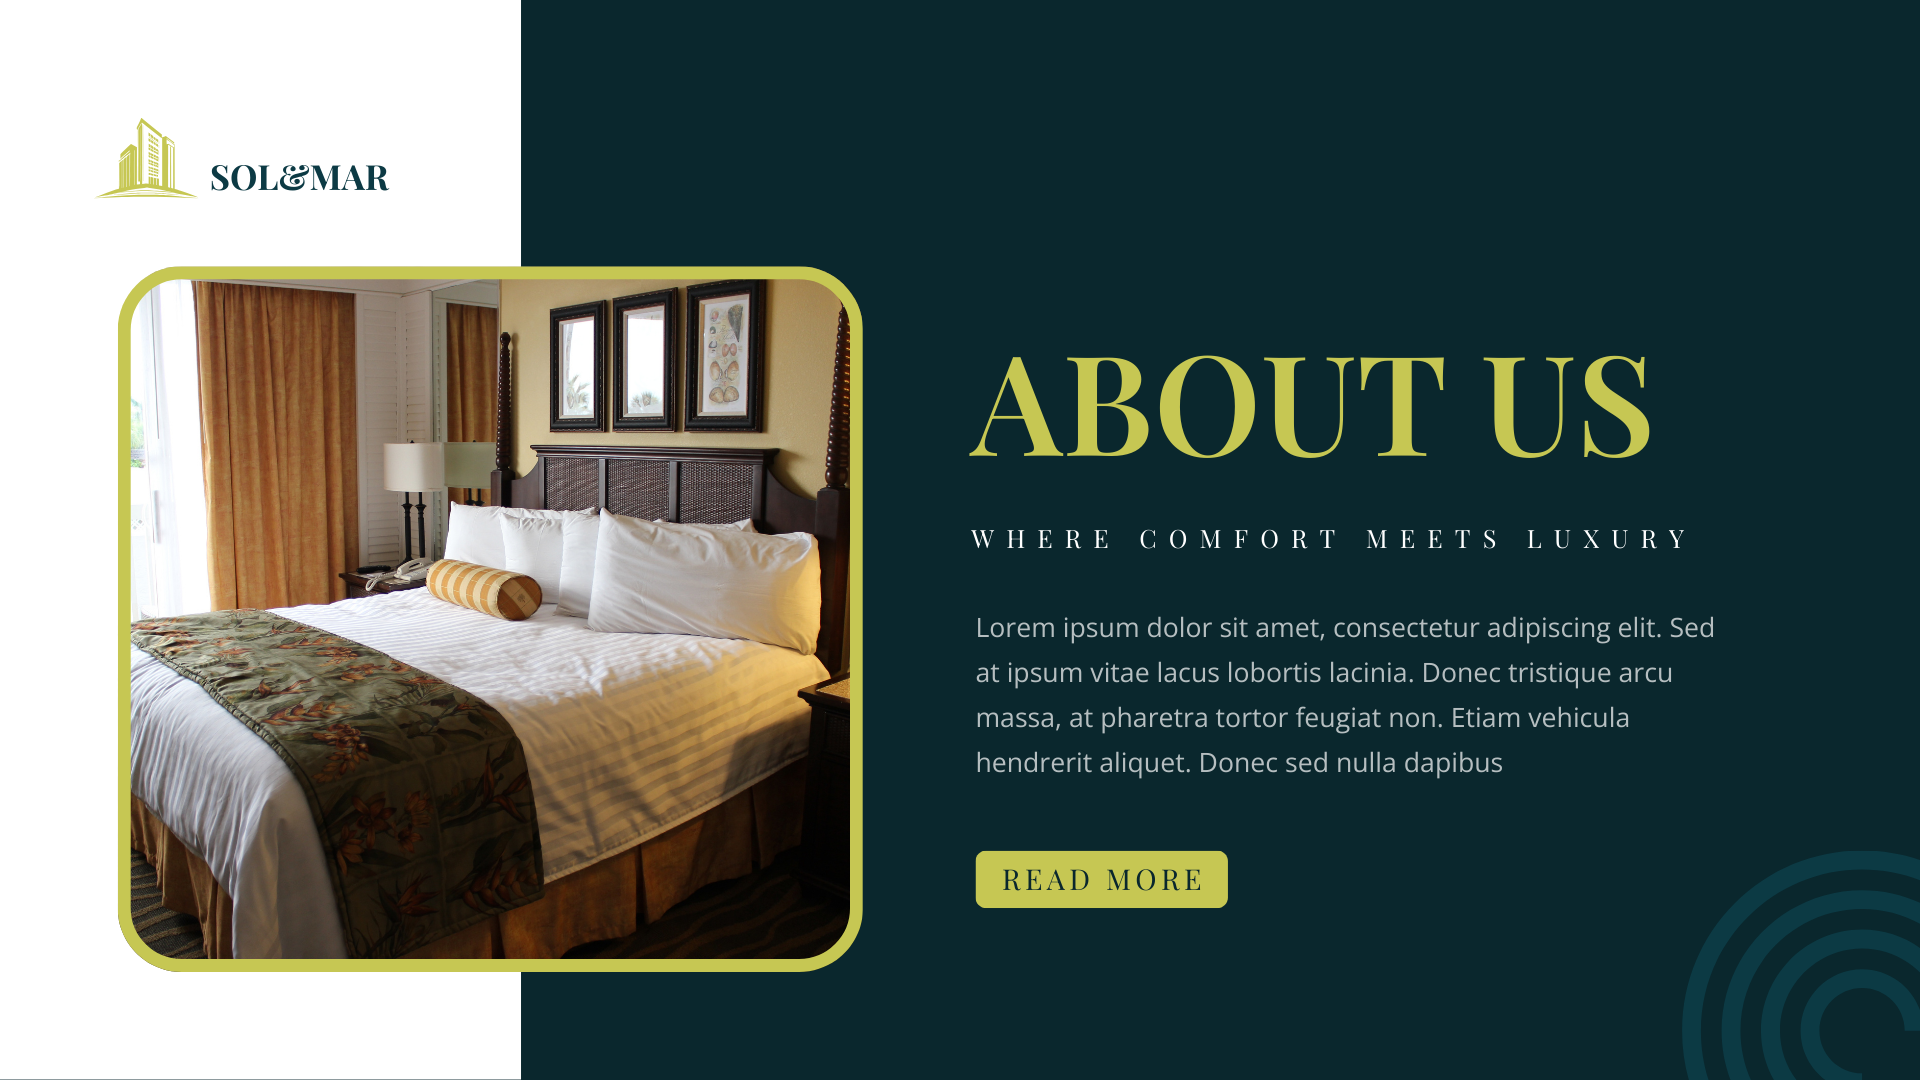 SOL&MAR
ABOUT US
WHERE COMFORT MEETS LUXURY
Lorem ipsum dolor sit amet, consectetur adipiscing elit. Sed
at ipsum vitae lacus lobortis lacinia. Donec tristique arcu
massa, at pharetra tortor feugiat non. Etiam vehicula
hendrerit aliquet. Donec sed nulla dapibus
READ MORE